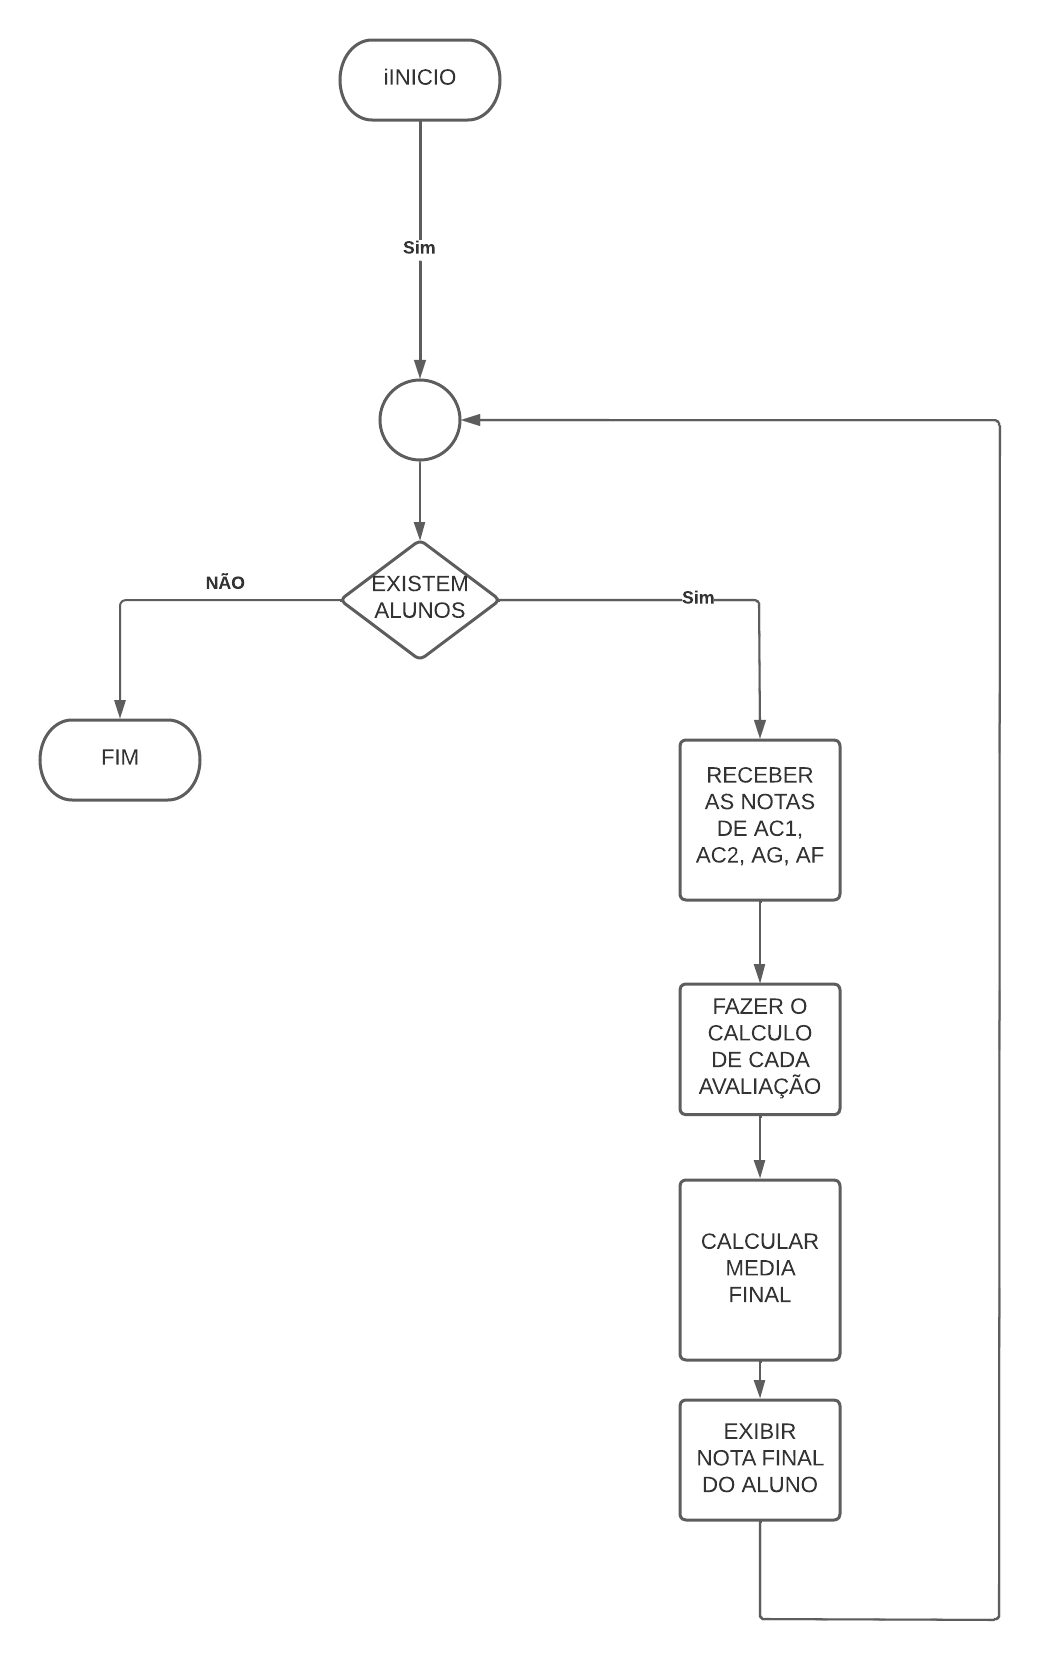 iINICIO
Sim
EXISTEM
ALUNOS
NÃO
Sim
FIM
RECEBER
AS NOTAS
DE AC1,
AC2, AG, AF
FAZER O
CALCULO
DE CADA
AVALIAÇÃO
CALCULAR
MEDIA
FINAL
EXIBIR
NOTA FINAL
DO ALUNO